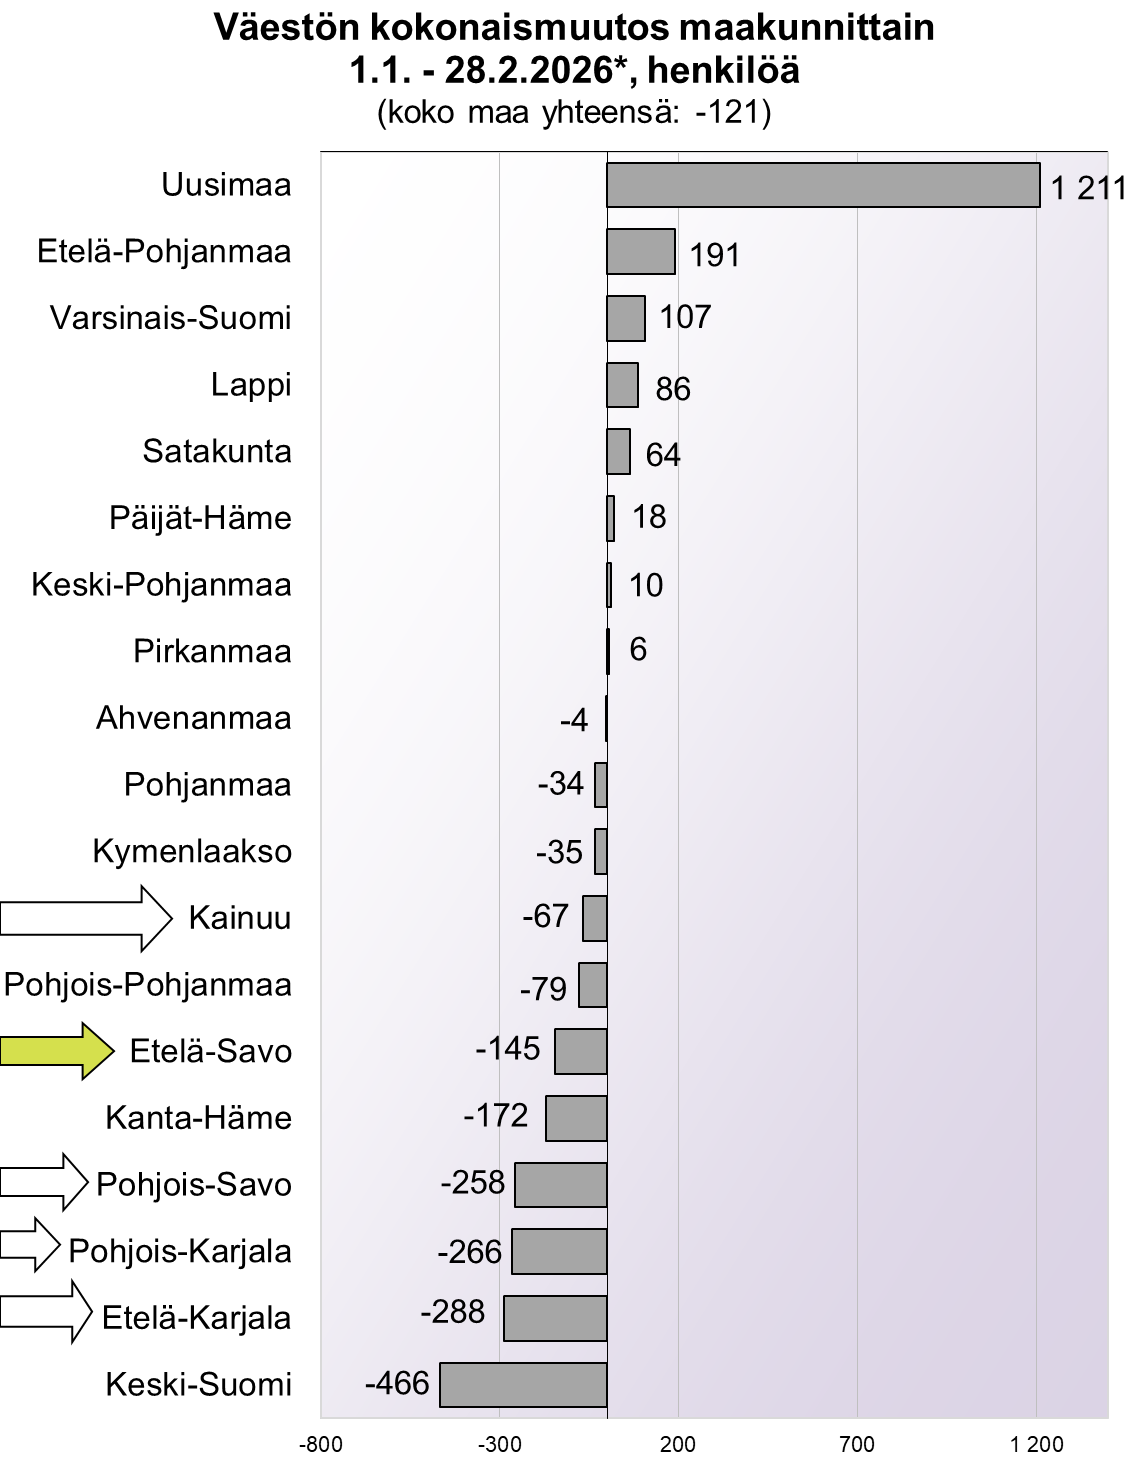 Väestön kokonaismuutos maakunnittain
1.1. - 28.2.2026*, henkilöä
(koko maa yhteensä: -121)
Uusimaa 1 211
Etelä-Pohjanmaa 191
Varsinais-Suomi 107
Lappi 86
Satakunta 64
Päijät-Häme 18
Keski-Pohjanmaa 10
Pirkanmaa 6
Ahvenanmaa -4
Pohjanmaa -34
Kymenlaakso -35
Kainuu -67
Pohjois-Pohjanmaa -79
Etelä-Savo -145
Kanta-Häme -172
Pohjois-Savo -258
Pohjois-Karjala -266
Etelä-Karjala -288
Keski-Suomi -466
-800 -300 200 700 1 200